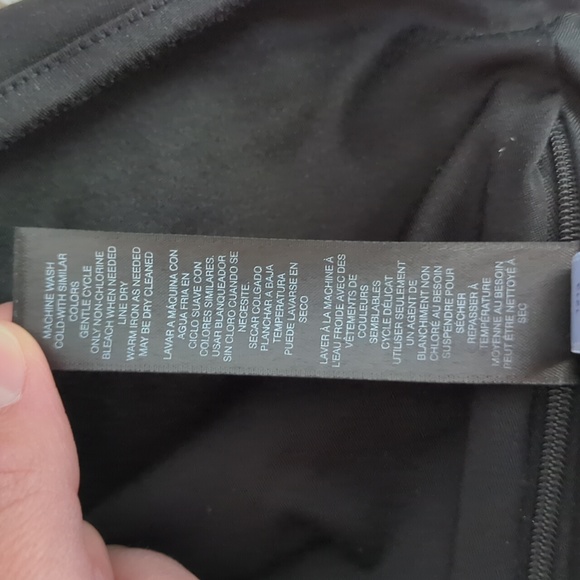 MACHINE WASH
COLD-WITH SIMILAR
COLORS
GENTLE CYCLE
ONLY NON-CHLORINE
BLEACH WHEN NEEDED
LINE DRY
WARM IRON AS NEEDED
MAY BE DRY CLEANED
LAVAR A MAQUINA CON
AGUA FRIA EN
CICLO SUAVE CON
COLORES SIMILARES.
USAR BLANQUEADOR
SIN CLORO CUANDO SE
NECESITE.
SECAR COLGADO
PLANCHAR A BAJA
TEMPERATURA
PUEDE LAVARSE EN
SECO
LAVER À LA MACHINE À
L'EAU FROIDE AVEC DES
VÊTEMENTS DE
COULEURS
SEMBLABLES
CYCLE DÉLICAT
UTILISER SEULEMENT
UN AGENT DE
BLANCHIMENT NON
CHLORÉ AU BESOIN
SUSPENDRE POUR
SÉCHER
REPASSER À
TEMPÉRATURE
MOYENNE AU BESOIN
PEUT ÊTRE NETTOYÉ À
SEC